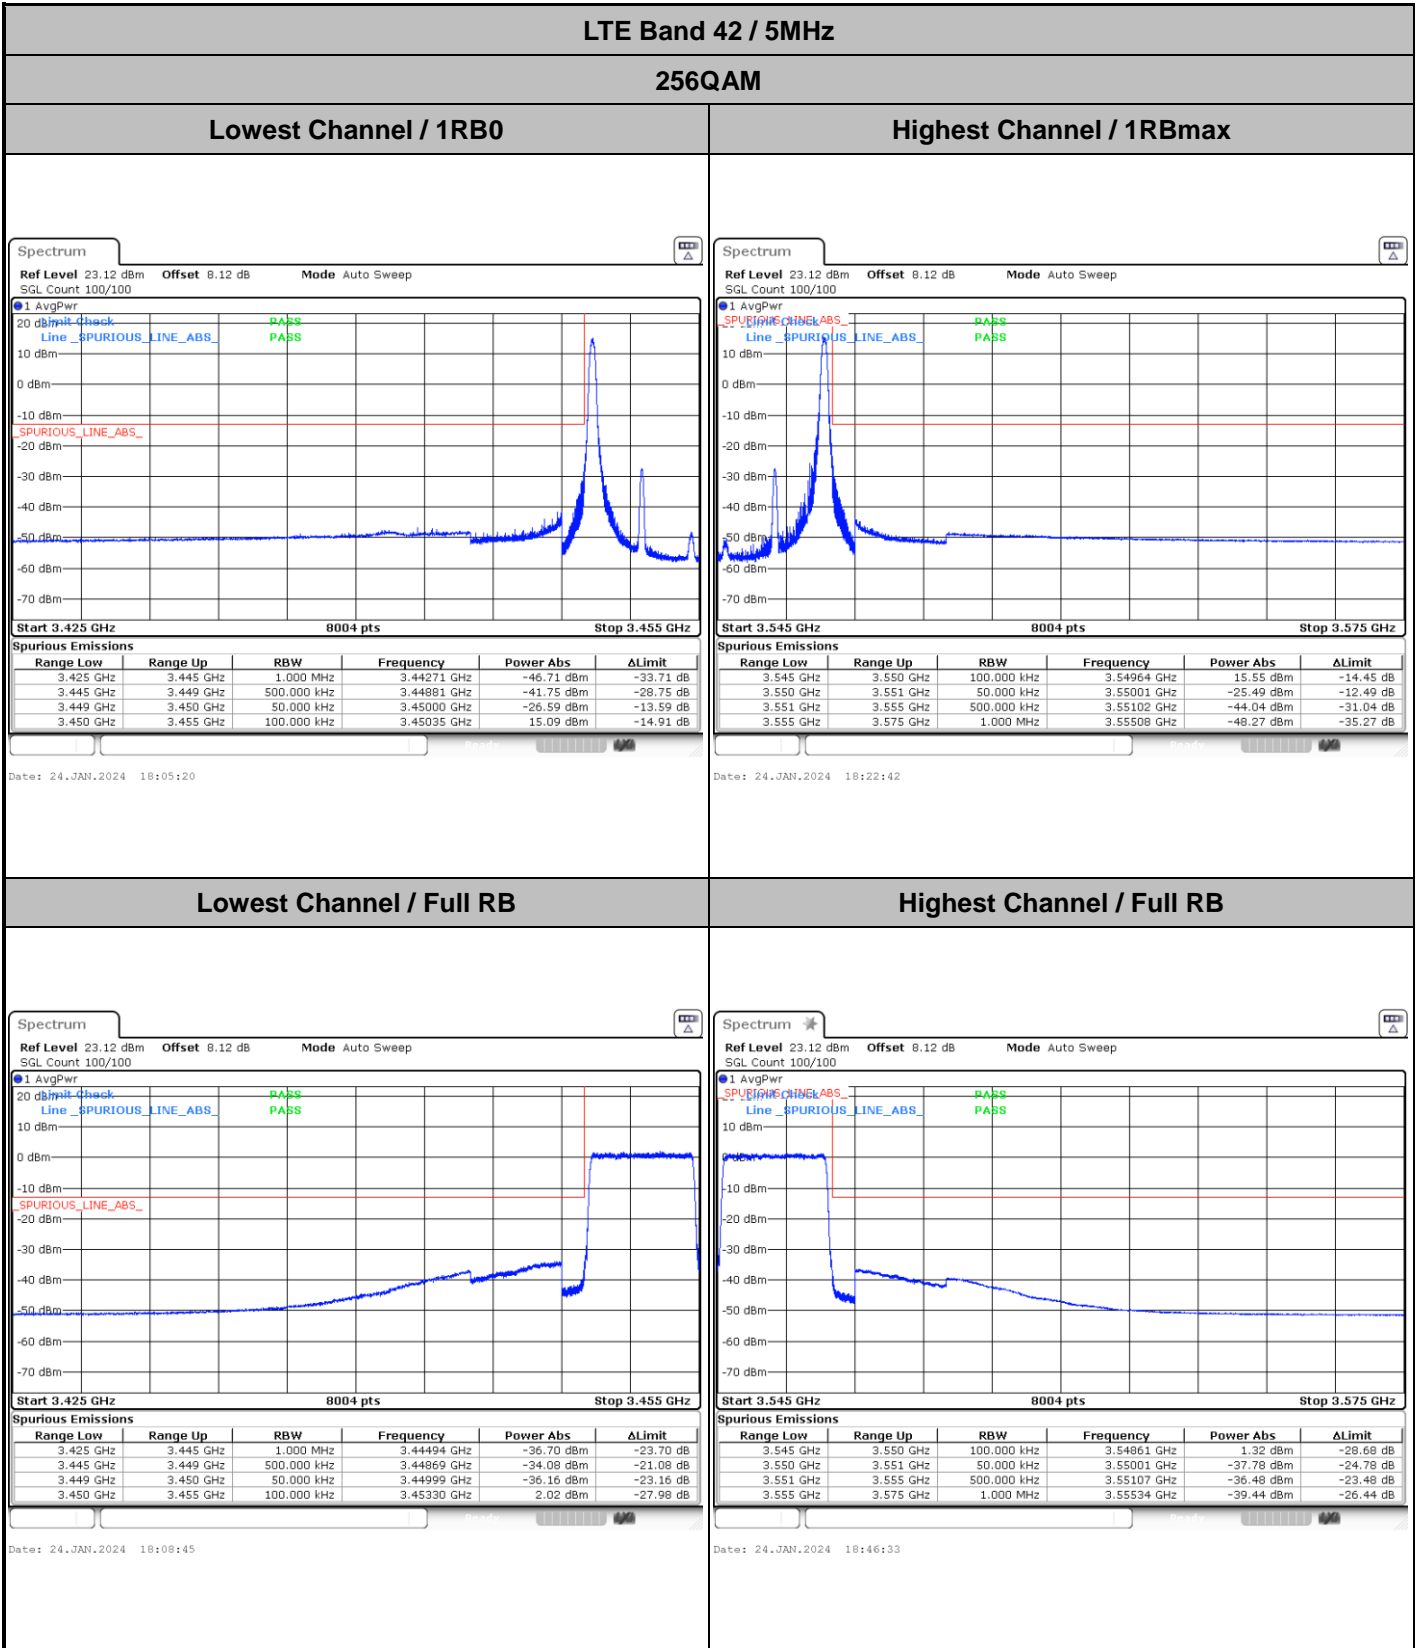 LTE Band 42 / 5MHz
256QAM
Lowest Channel / 1RB0
Highest Channel / 1RBmax
Spectrum
Ref Level 23.12 dBm Offset 8.12 dB Mode Auto Sweep
SGL Count 100/100
1 AvgPwr
20 dBm
Limit Check PASS
Line _SPURIOUS_LINE_ABS_ PASS
10 dBm
0 dBm
-10 dBm
_SPURIOUS_LINE_ABS_
-20 dBm
-30 dBm
-40 dBm
-50 dBm
-60 dBm
-70 dBm
Start 3.425 GHz 8004 pts Stop 3.455 GHz
Spurious Emissions
Range Low Range Up RBW Frequency Power Abs ΔLimit
3.425 GHz 3.445 GHz 1.000 MHz 3.44271 GHz -46.71 dBm -33.71 dB
3.445 GHz 3.449 GHz 500.000 kHz 3.44881 GHz -41.75 dBm -28.75 dB
3.449 GHz 3.450 GHz 50.000 kHz 3.45000 GHz -26.59 dBm -13.59 dB
3.450 GHz 3.455 GHz 100.000 kHz 3.45035 GHz 15.09 dBm -14.91 dB
Ready
Date: 24.JAN.2024 18:05:20
Spectrum
Ref Level 23.12 dBm Offset 8.12 dB Mode Auto Sweep
SGL Count 100/100
1 AvgPwr
_SPURIOUS_LINE_ABS_
Limit Check PASS
Line _SPURIOUS_LINE_ABS_ PASS
10 dBm
0 dBm
-10 dBm
-20 dBm
-30 dBm
-40 dBm
-50 dBm
-60 dBm
-70 dBm
Start 3.545 GHz 8004 pts Stop 3.575 GHz
Spurious Emissions
Range Low Range Up RBW Frequency Power Abs ΔLimit
3.545 GHz 3.550 GHz 100.000 kHz 3.54964 GHz 15.55 dBm -14.45 dB
3.550 GHz 3.551 GHz 50.000 kHz 3.55001 GHz -25.49 dBm -12.49 dB
3.551 GHz 3.555 GHz 500.000 kHz 3.55102 GHz -44.04 dBm -31.04 dB
3.555 GHz 3.575 GHz 1.000 MHz 3.55508 GHz -48.27 dBm -35.27 dB
Ready
Date: 24.JAN.2024 18:22:42
Lowest Channel / Full RB
Highest Channel / Full RB
Spectrum
Ref Level 23.12 dBm Offset 8.12 dB Mode Auto Sweep
SGL Count 100/100
1 AvgPwr
20 dBm
Limit Check PASS
Line _SPURIOUS_LINE_ABS_ PASS
10 dBm
0 dBm
-10 dBm
_SPURIOUS_LINE_ABS_
-20 dBm
-30 dBm
-40 dBm
-50 dBm
-60 dBm
-70 dBm
Start 3.425 GHz 8004 pts Stop 3.455 GHz
Spurious Emissions
Range Low Range Up RBW Frequency Power Abs ΔLimit
3.425 GHz 3.445 GHz 1.000 MHz 3.44494 GHz -36.70 dBm -23.70 dB
3.445 GHz 3.449 GHz 500.000 kHz 3.44869 GHz -34.08 dBm -21.08 dB
3.449 GHz 3.450 GHz 50.000 kHz 3.44999 GHz -36.16 dBm -23.16 dB
3.450 GHz 3.455 GHz 100.000 kHz 3.45330 GHz 2.02 dBm -27.98 dB
Ready
Date: 24.JAN.2024 18:08:45
Spectrum
Ref Level 23.12 dBm Offset 8.12 dB Mode Auto Sweep
SGL Count 100/100
1 AvgPwr
_SPURIOUS_LINE_ABS_
Limit Check PASS
Line _SPURIOUS_LINE_ABS_ PASS
10 dBm
0 dBm
-10 dBm
-20 dBm
-30 dBm
-40 dBm
-50 dBm
-60 dBm
-70 dBm
Start 3.545 GHz 8004 pts Stop 3.575 GHz
Spurious Emissions
Range Low Range Up RBW Frequency Power Abs ΔLimit
3.545 GHz 3.550 GHz 100.000 kHz 3.54861 GHz 1.32 dBm -28.68 dB
3.550 GHz 3.551 GHz 50.000 kHz 3.55001 GHz -37.78 dBm -24.78 dB
3.551 GHz 3.555 GHz 500.000 kHz 3.55107 GHz -36.48 dBm -23.48 dB
3.555 GHz 3.575 GHz 1.000 MHz 3.55534 GHz -39.44 dBm -26.44 dB
Ready
Date: 24.JAN.2024 18:46:33